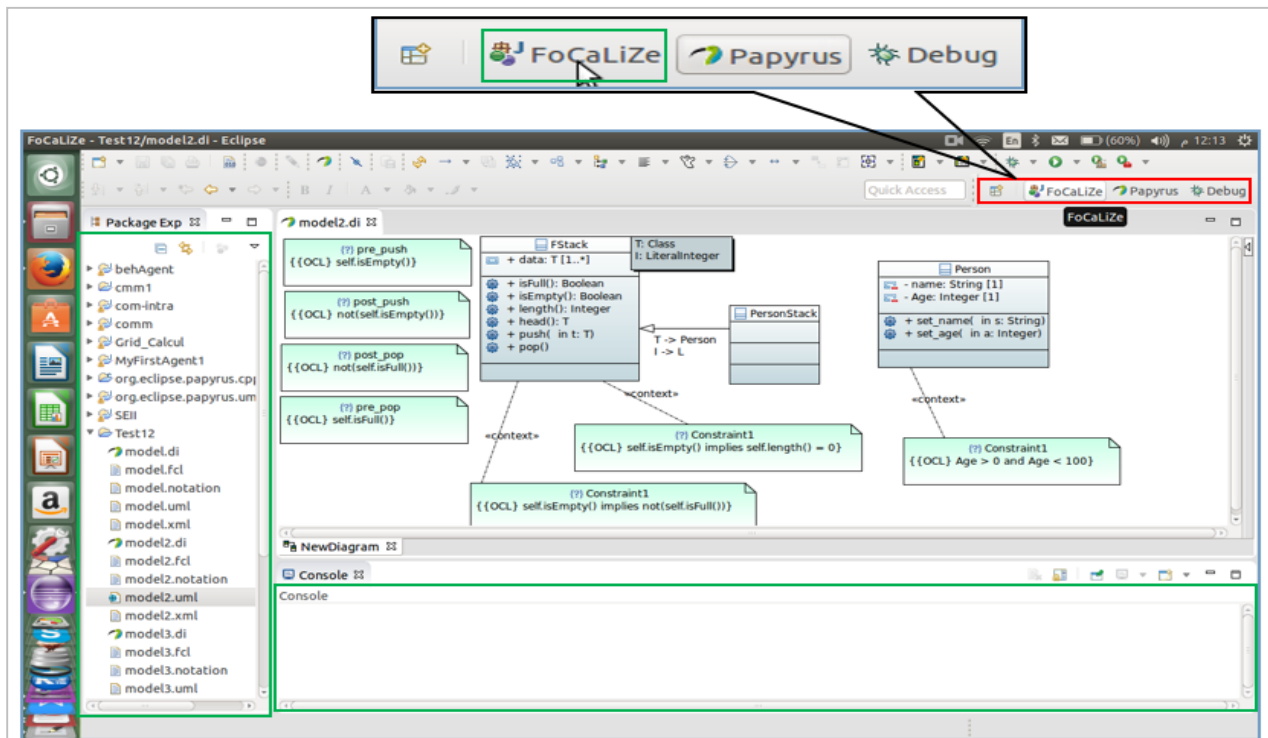 FoCaLiZe Papyrus Debug
FoCaLiZe - Test12/model2.di - Eclipse
En (60%) م 12:13
B I A
Quick Access FoCaLiZe Papyrus Debug
FoCaLiZe
Package Exp
behAgent
cmm1
com-intra
comm
Grid_Calcul
MyFirstAgent1
org.eclipse.papyrus.cpp
org.eclipse.papyrus.um
SEII
Test12
model.di
model.fcl
model.notation
model.uml
model.xml
model2.di
model2.fcl
model2.notation
model2.uml
model2.xml
model3.di
model3.fcl
model3.notation
model3.uml
model2.di
(?) pre_push
{{OCL} self.isEmpty()}
(?) post_push
{{OCL} not(self.isEmpty())}
(?) post_pop
{{OCL} not(self.isFull())}
(?) pre_pop
{{OCL} self.isFull()}
FStack
+ data: T [1..*]
+ isFull(): Boolean
+ isEmpty(): Boolean
+ length(): Integer
+ head(): T
+ push( in t: T)
+ pop()
T: Class
I: LiteralInteger
T -> Person
I -> L
PersonStack
Person
- name: String [1]
- Age: Integer [1]
+ set_name( in s: String)
+ set_age( in a: Integer)
«context»
«context»
«context»
(?) Constraint1
{{OCL} self.isEmpty() implies self.length() = 0}
(?) Constraint1
{{OCL} Age > 0 and Age < 100}
(?) Constraint1
{{OCL} self.isEmpty() implies not(self.isFull())}
NewDiagram
Console
Console